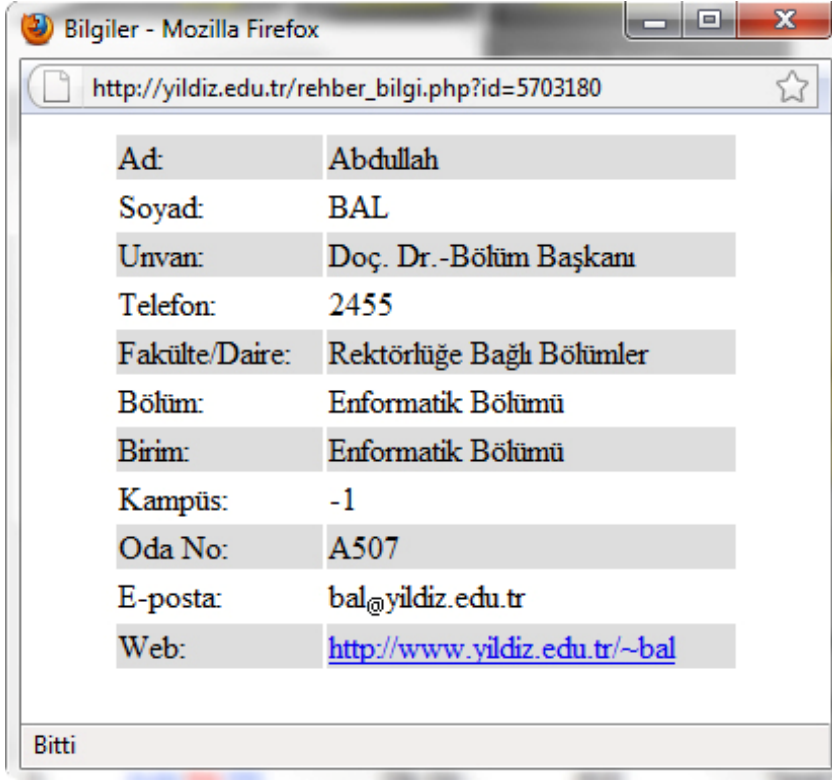 Bilgiler - Mozilla Firefox
http://yildiz.edu.tr/rehber_bilgi.php?id=5703180
Ad: Abdullah
Soyad: BAL
Unvan: Doç. Dr.-Bölüm Başkanı
Telefon: 2455
Fakülte/Daire: Rektörlüğe Bağlı Bölümler
Bölüm: Enformatik Bölümü
Birim: Enformatik Bölümü
Kampüs: -1
Oda No: A507
E-posta: bal@yildiz.edu.tr
Web: http://www.yildiz.edu.tr/~bal
Bitti